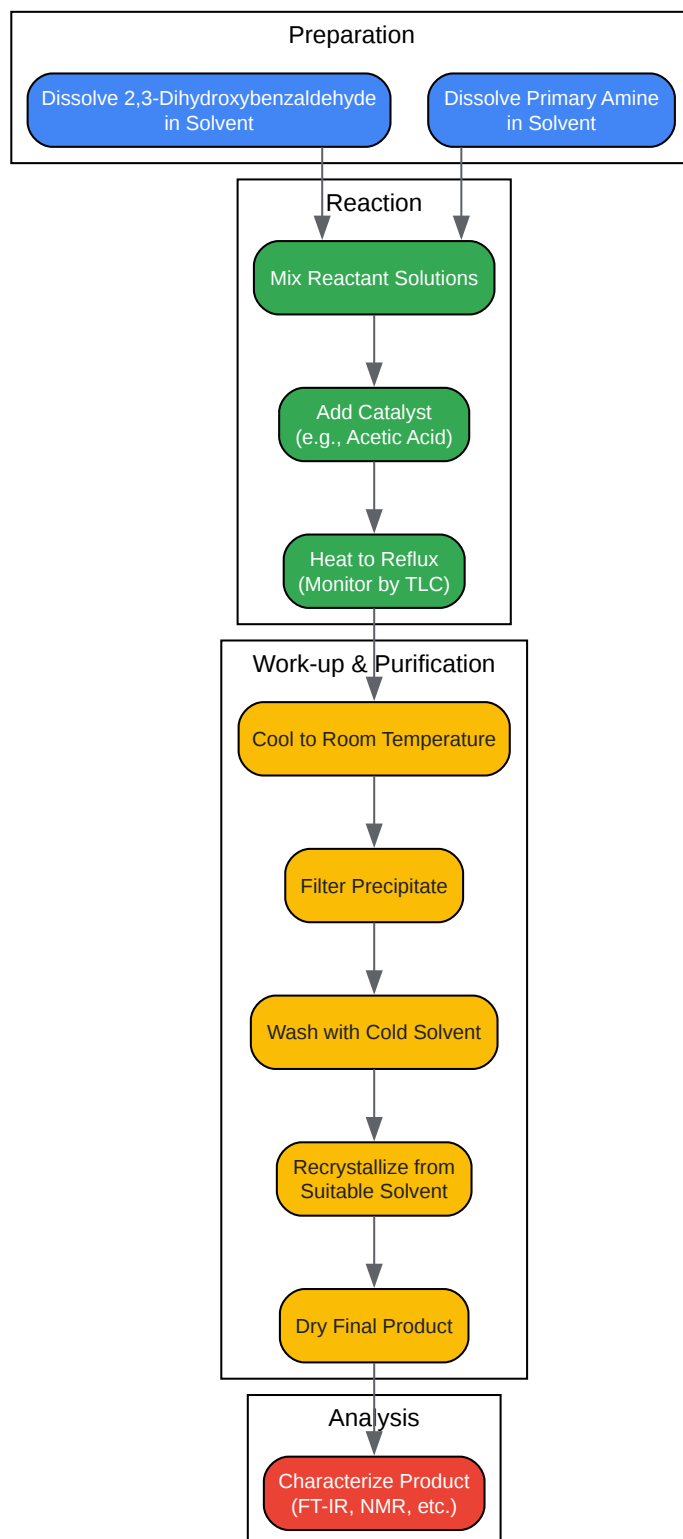 Preparation
Dissolve 2,3-Dihydroxybenzaldehyde
in Solvent
Dissolve Primary Amine
in Solvent
Reaction
Mix Reactant Solutions
Add Catalyst
(e.g., Acetic Acid)
Heat to Reflux
(Monitor by TLC)
Work-up & Purification
Cool to Room Temperature
Filter Precipitate
Wash with Cold Solvent
Recrystallize from
Suitable Solvent
Dry Final Product
Analysis
Characterize Product
(FT-IR, NMR, etc.)